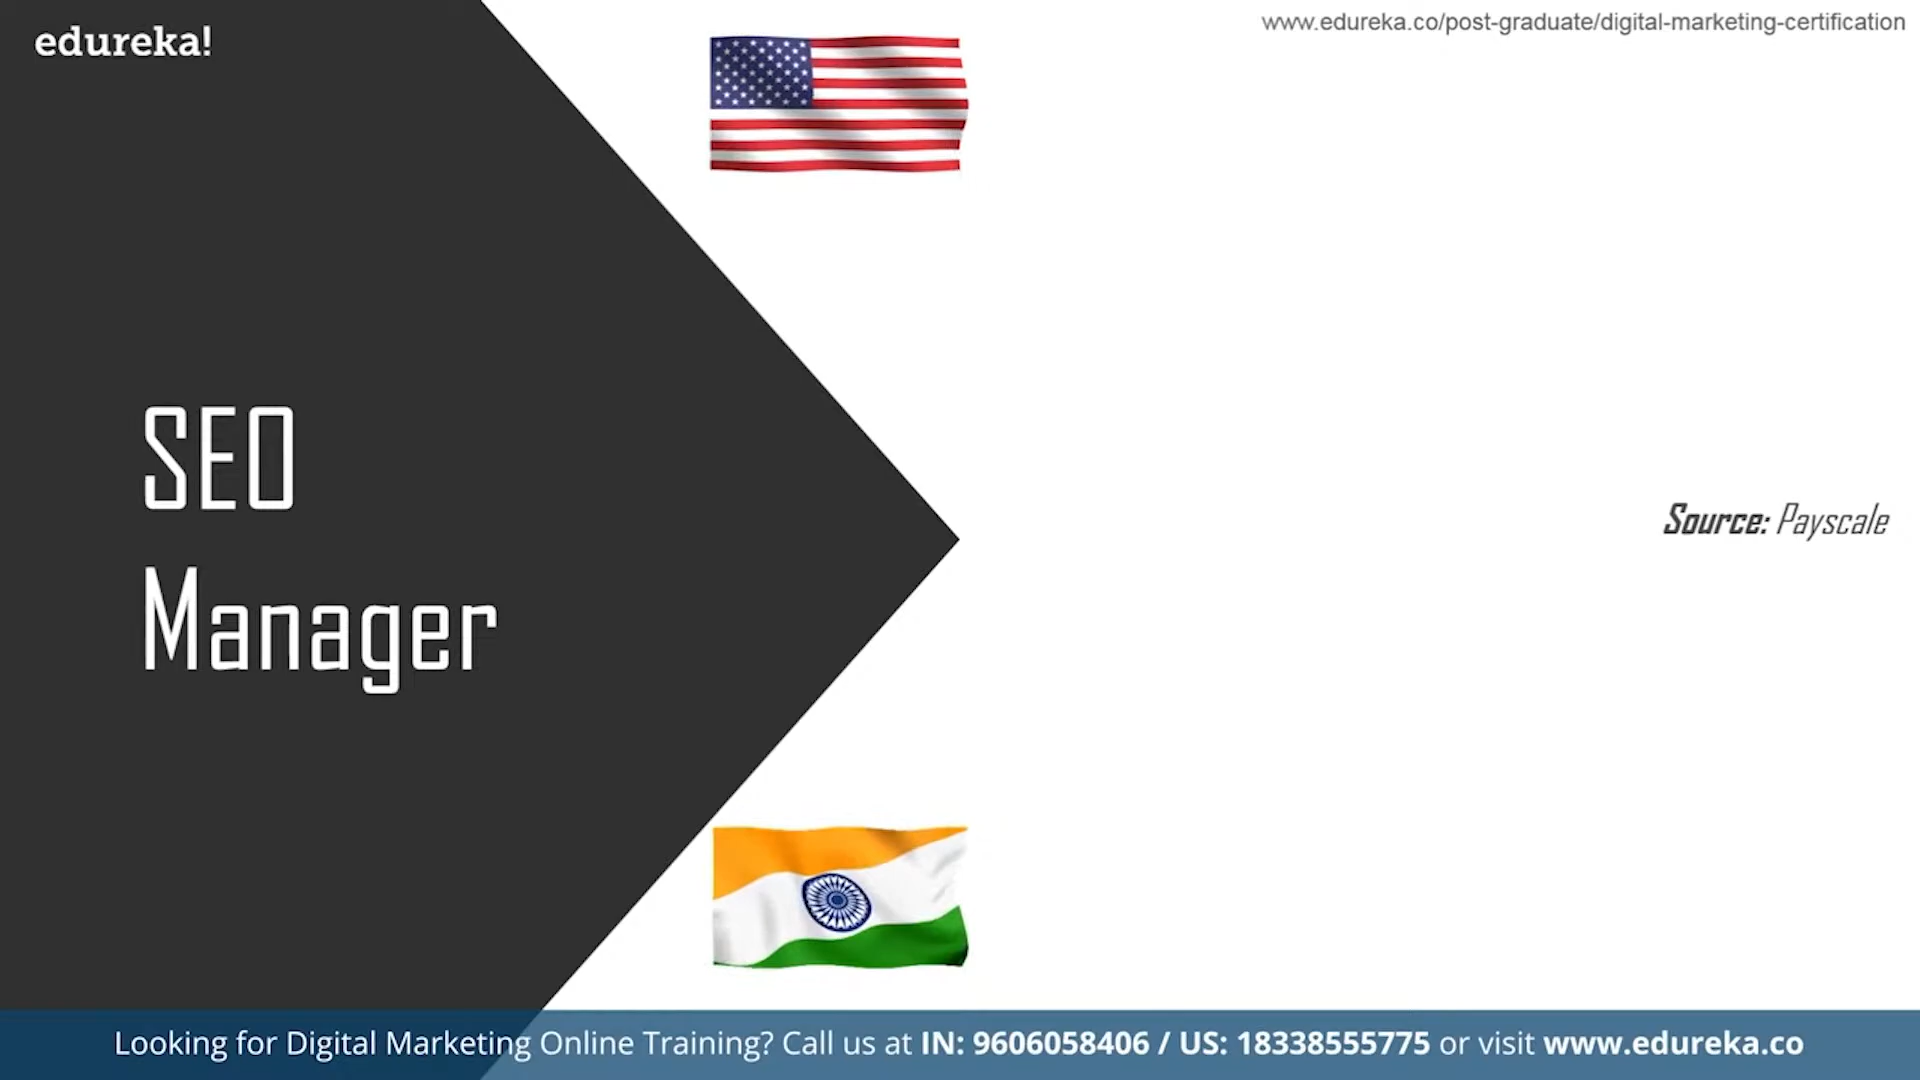 edureka!
www.edureka.co/post-graduate/digital-marketing-certification
SEO
Manager
Source: Payscale
Looking for Digital Marketing Online Training? Call us at IN: 9606058406 / US: 18338555775 or visit www.edureka.co